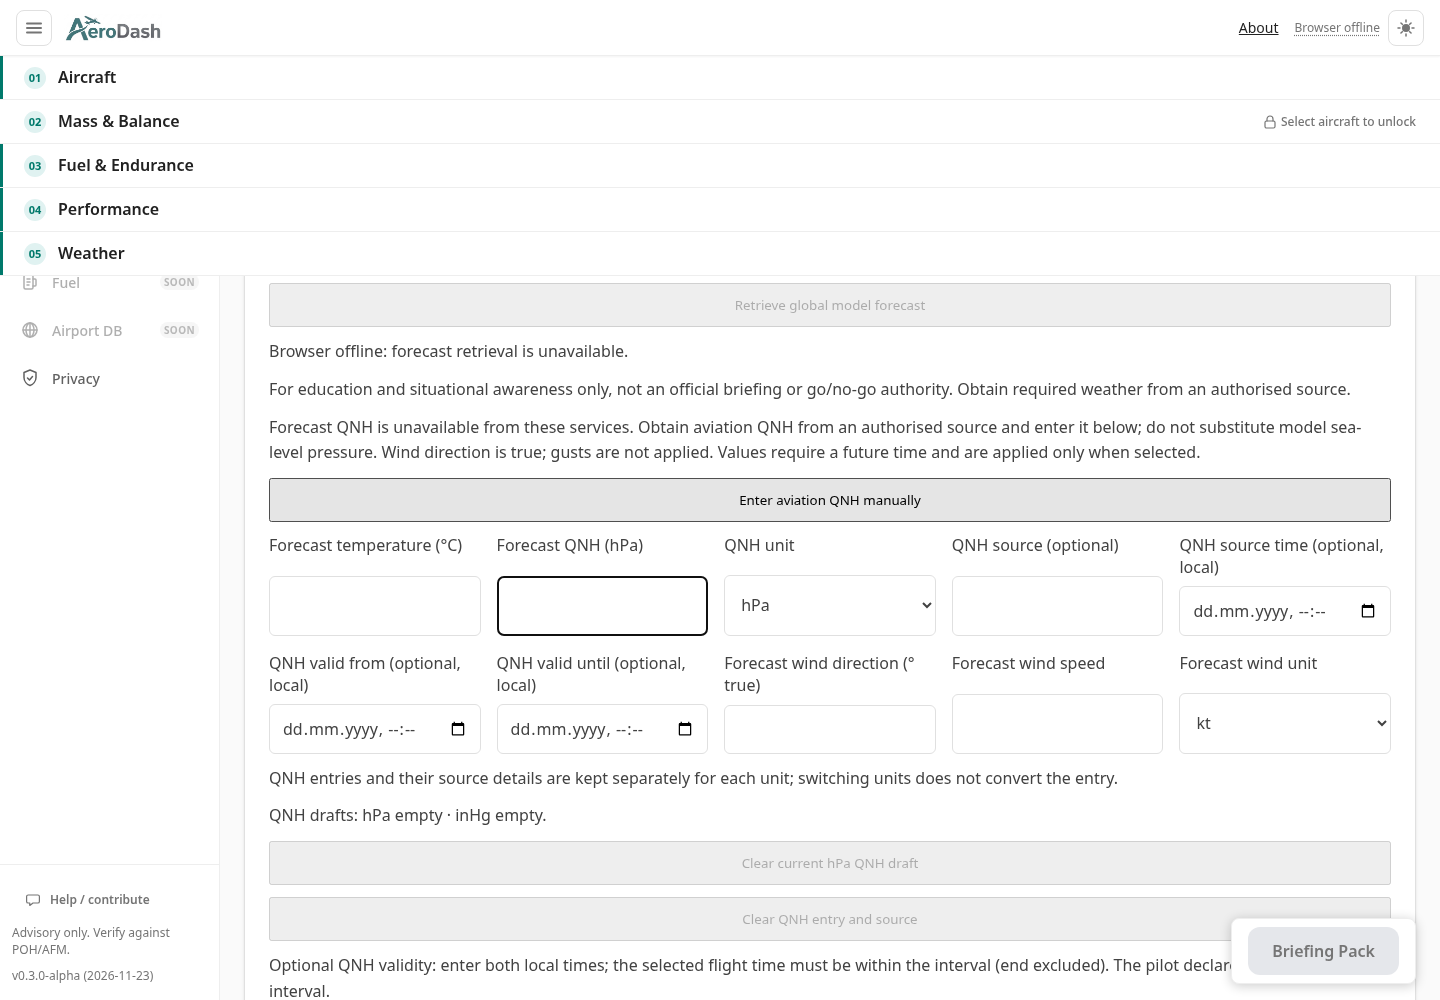 AeroDash
About
Browser offline
01 Aircraft
02 Mass & Balance
Select aircraft to unlock
03 Fuel & Endurance
04 Performance
05 Weather
Fuel
SOON
Airport DB
SOON
Privacy
Retrieve global model forecast
Browser offline: forecast retrieval is unavailable.
For education and situational awareness only, not an official briefing or go/no-go authority. Obtain required weather from an authorised source.
Forecast QNH is unavailable from these services. Obtain aviation QNH from an authorised source and enter it below; do not substitute model sea-
level pressure. Wind direction is true; gusts are not applied. Values require a future time and are applied only when selected.
Enter aviation QNH manually
Forecast temperature (°C)
Forecast QNH (hPa)
QNH unit
hPa
QNH source (optional)
QNH source time (optional,
local)
dd.mm.yyyy, --:--
QNH valid from (optional,
local)
dd.mm.yyyy, --:--
QNH valid until (optional,
local)
dd.mm.yyyy, --:--
Forecast wind direction (°
true)
Forecast wind speed
Forecast wind unit
kt
QNH entries and their source details are kept separately for each unit; switching units does not convert the entry.
QNH drafts: hPa empty · inHg empty.
Clear current hPa QNH draft
Clear QNH entry and source
Optional QNH validity: enter both local times; the selected flight time must be within the interval (end excluded). The pilot
interval.
Briefing Pack
Help / contribute
Advisory only. Verify against
POH/AFM.
v0.3.0-alpha (2026-11-23)